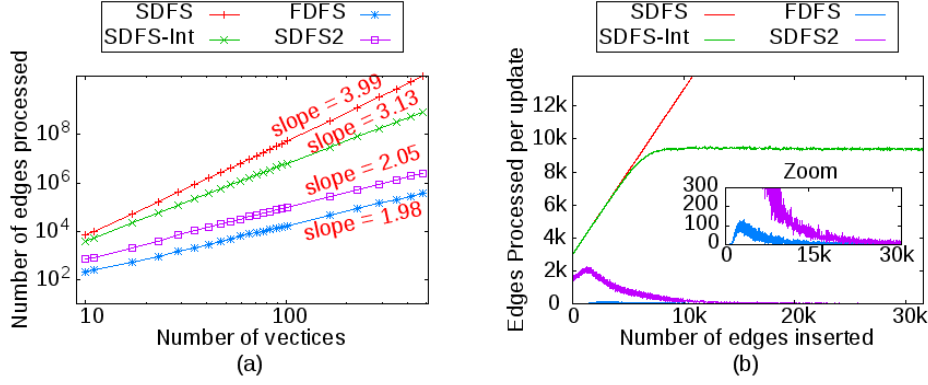 SDFS FDFS
SDFS-Int SDFS2
Number of edges processed
10^8
10^6
10^4
10^2
slope = 3.99
slope = 3.13
slope = 2.05
slope = 1.98
10 100
Number of vectices
(a)
SDFS FDFS
SDFS-Int SDFS2
Edges Processed per update
12k
10k
8k
6k
4k
2k
0
Zoom
300
200
100
0
0 15k 30k
0 10k 20k 30k
Number of edges inserted
(b)